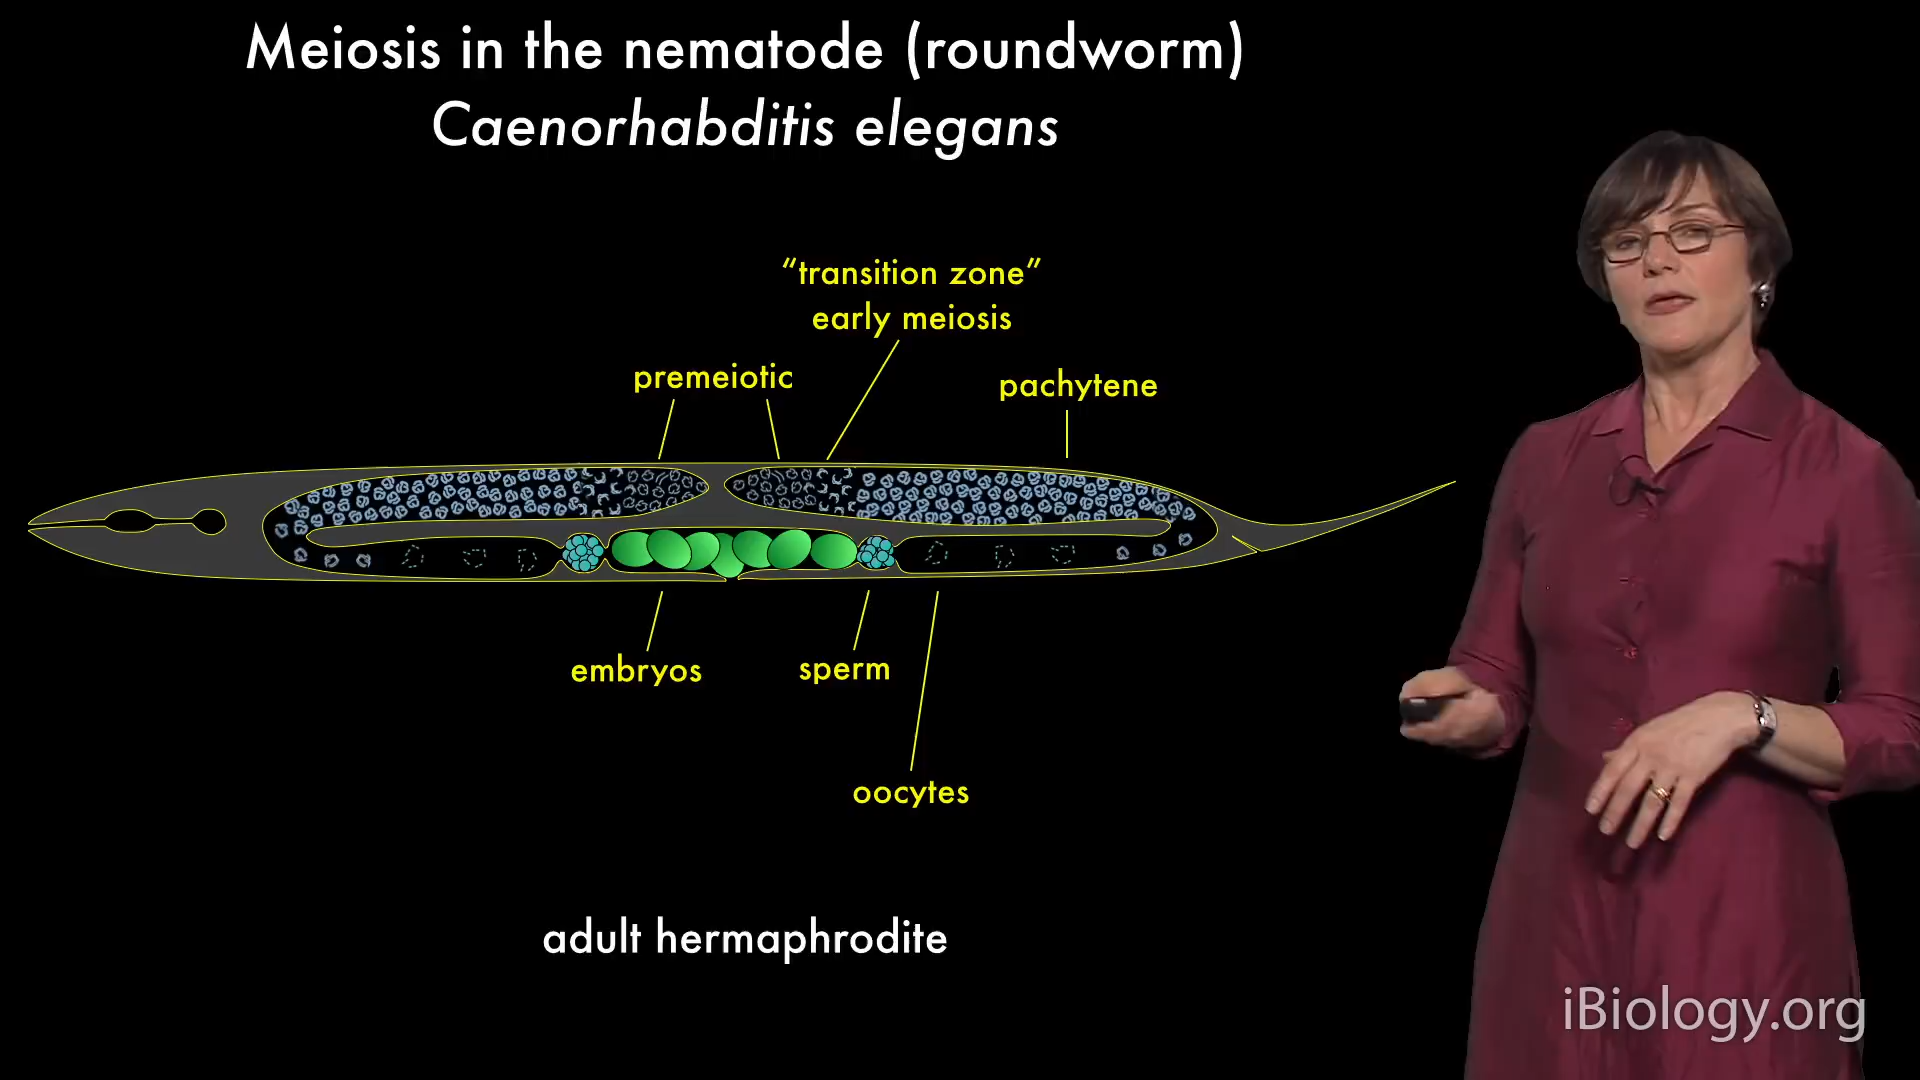 Meiosis in the nematode (roundworm)
Caenorhabditis elegans
“transition zone”
early meiosis
premeiotic
pachytene
embryos
sperm
oocytes
adult hermaphrodite
iBiology.org